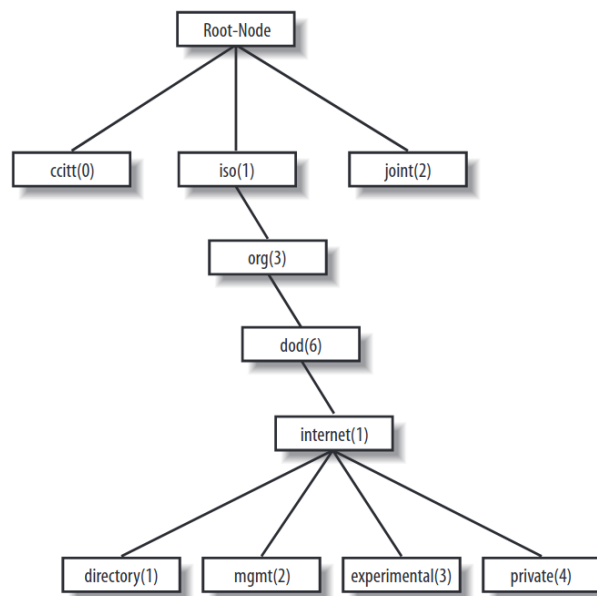 Root-Node
ccitt(0)
iso(1)
joint(2)
org(3)
dod(6)
internet(1)
directory(1)
mgmt(2)
experimental(3)
private(4)